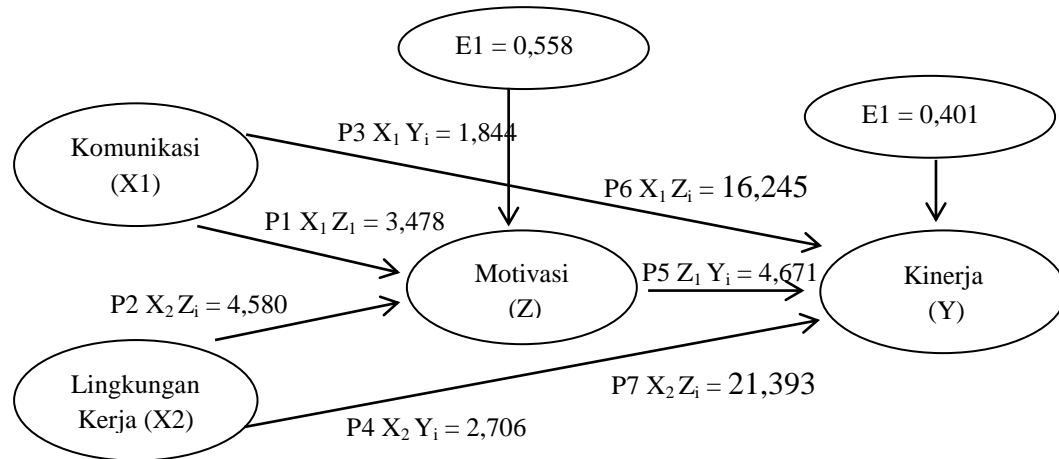 E1 = 0,558
E1 = 0,401
Komunikasi
(X1)
P3 X₁ Yᵢ = 1,844
P6 X₁ Zᵢ = 16,245
P1 X₁ Z₁ = 3,478
Motivasi
(Z)
P5 Z₁ Yᵢ = 4,671
Kinerja
(Y)
P2 X₂ Zᵢ = 4,580
Lingkungan
Kerja (X2)
P7 X₂ Zᵢ = 21,393
P4 X₂ Yᵢ = 2,706